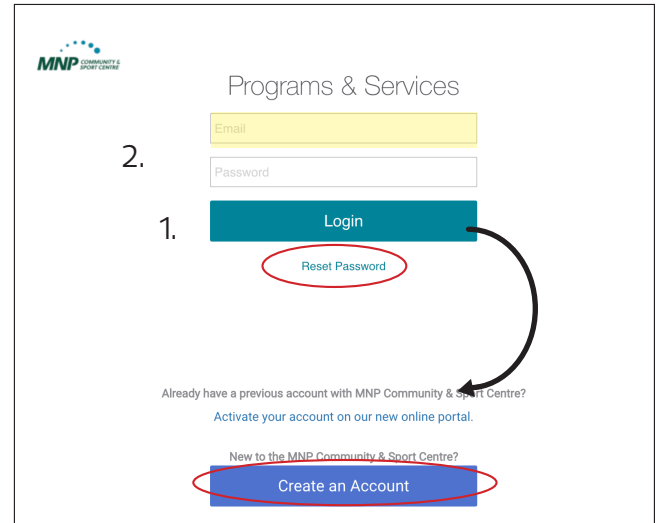 MNP COMMUNITY &
SPORT CENTRE
Programs & Services
Email
2.
Password
1.
Login
Reset Password
Already have a previous account with MNP Community & Sport Centre?
Activate your account on our new online portal.
New to the MNP Community & Sport Centre?
Create an Account